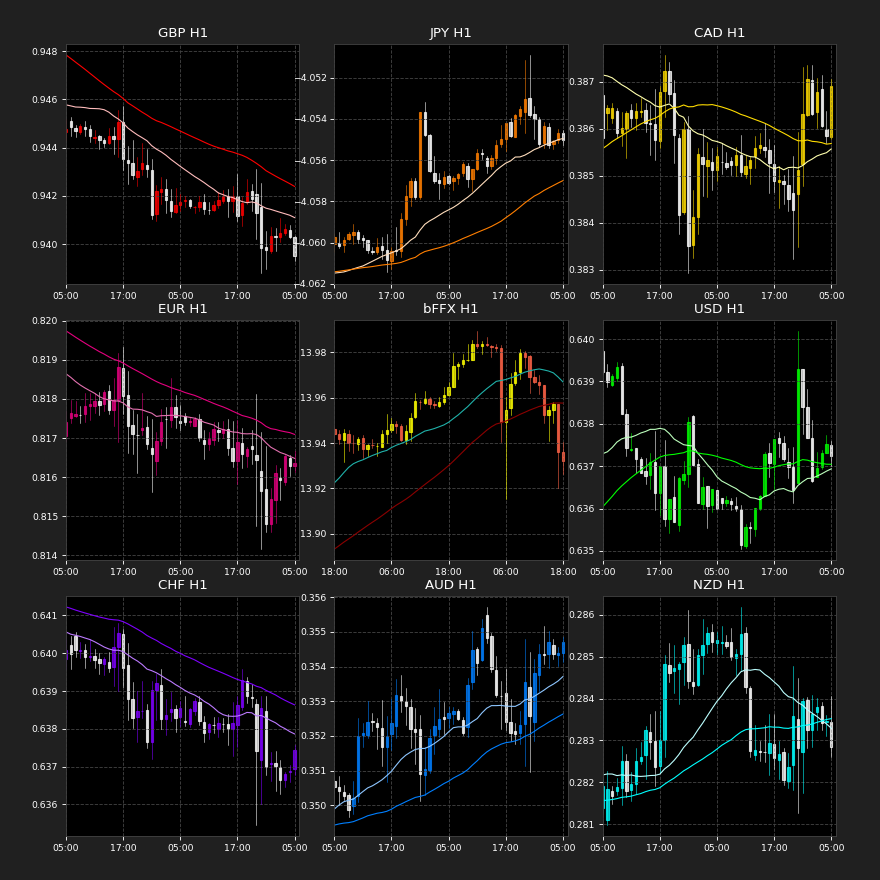 GBP H1
0.948
0.946
0.944
0.942
0.940
05:00 17:00 05:00 17:00 05:00
JPY H1
−4.052
−4.054
−4.056
−4.058
−4.060
−4.062
05:00 17:00 05:00 17:00 05:00
CAD H1
0.387
0.386
0.385
0.384
0.383
05:00 17:00 05:00 17:00 05:00
EUR H1
0.820
0.819
0.818
0.817
0.816
0.815
0.814
05:00 17:00 05:00 17:00 05:00
bFFX H1
13.98
13.96
13.94
13.92
13.90
18:00 06:00 18:00 06:00 18:00
USD H1
0.640
0.639
0.638
0.637
0.636
0.635
05:00 17:00 05:00 17:00 05:00
CHF H1
0.641
0.640
0.639
0.638
0.637
0.636
05:00 17:00 05:00 17:00 05:00
AUD H1
0.356
0.355
0.354
0.353
0.352
0.351
0.350
05:00 17:00 05:00 17:00 05:00
NZD H1
0.286
0.285
0.284
0.283
0.282
0.281
05:00 17:00 05:00 17:00 05:00